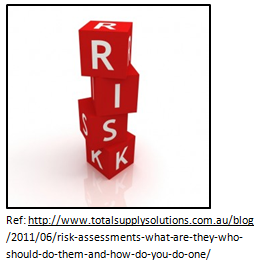 R
R
I
S S
K K
Ref: http://www.totalsupplysolutions.com.au/blog
/2011/06/risk-assessments-what-are-they-who-
should-do-them-and-how-do-you-do-one/